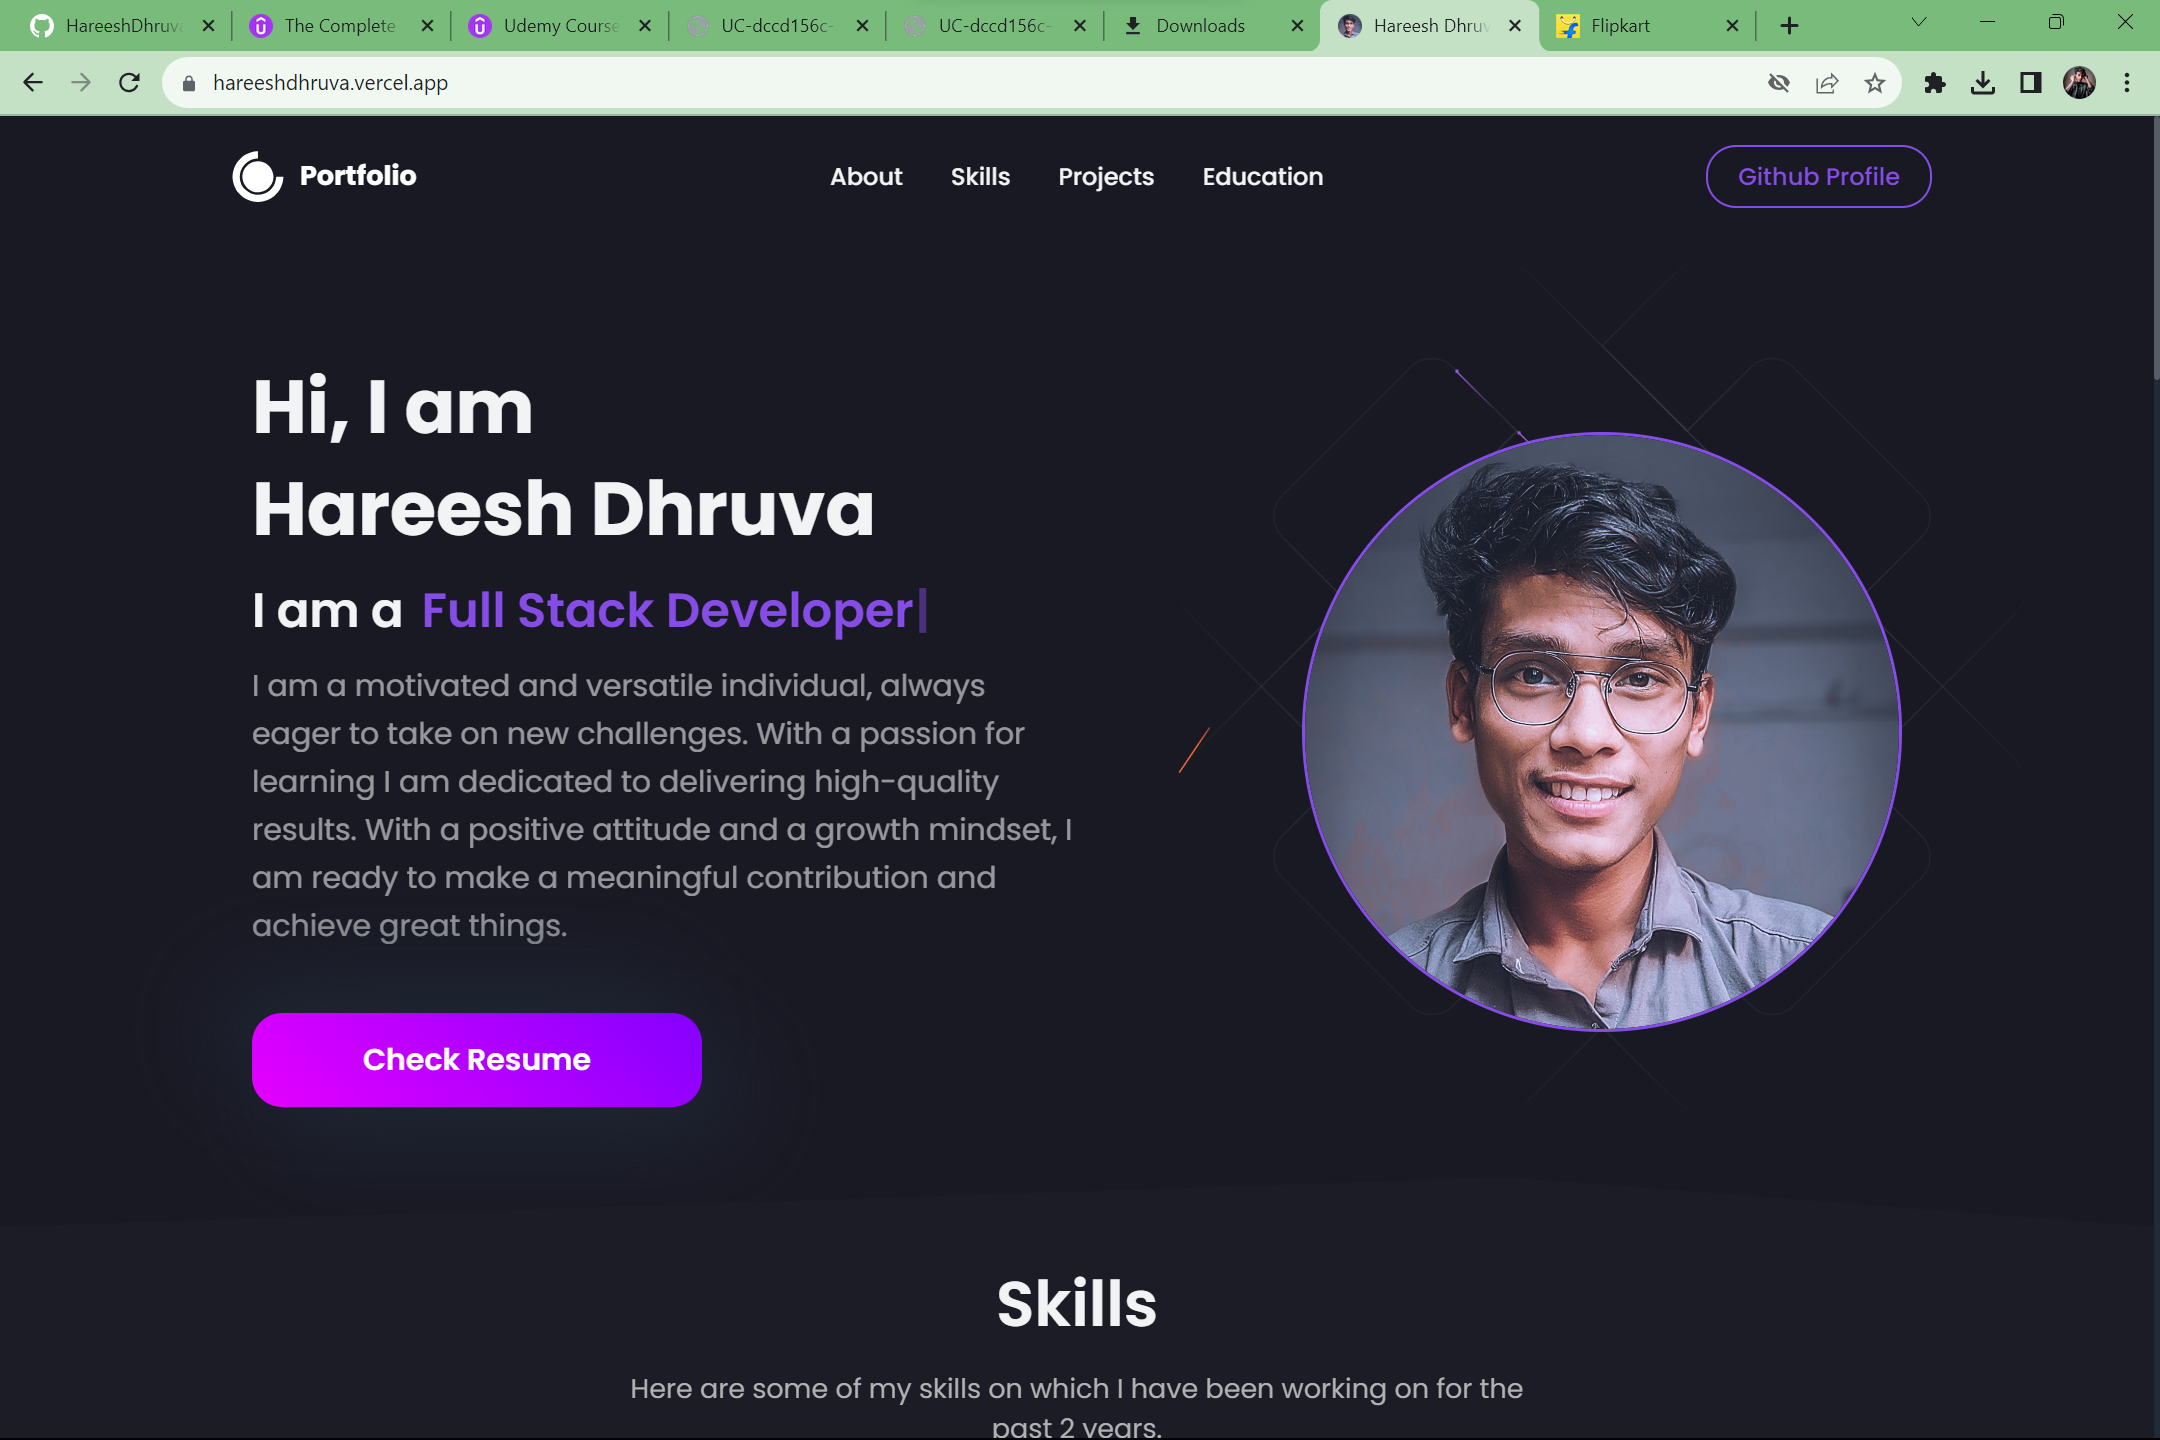 HareeshDhruva
The Complete
Udemy Course
UC-dccd156c-
UC-dccd156c-
Downloads
Hareesh Dhruv
Flipkart
hareeshdhruva.vercel.app
Portfolio
About
Skills
Projects
Education
Github Profile
Hi, I am
Hareesh Dhruva
I am a Full Stack Developer
I am a motivated and versatile individual, always
eager to take on new challenges. With a passion for
learning I am dedicated to delivering high-quality
results. With a positive attitude and a growth mindset, I
am ready to make a meaningful contribution and
achieve great things.
Check Resume
Skills
Here are some of my skills on which I have been working on for the
past 2 years.